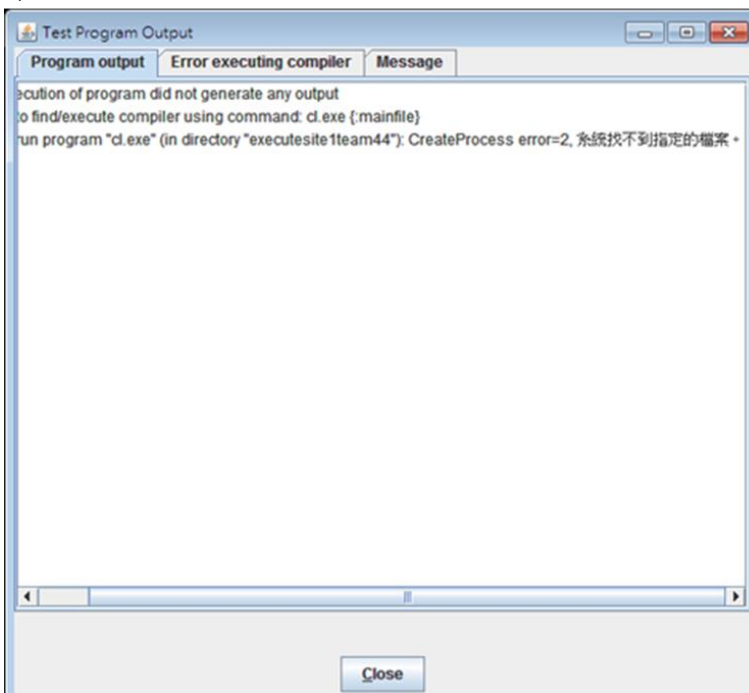 Test Program Output
Program output Error executing compiler Message
ecution of program did not generate any output
to find/execute compiler using command: cl.exe {:mainfile}
run program "cl.exe" (in directory "executesite1team44"): CreateProcess error=2, 系統找不到指定的檔案。
Close